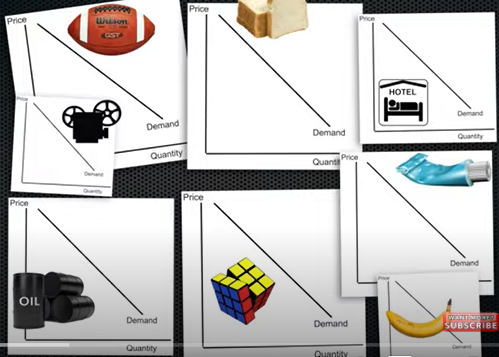 Price
Wilson
GST
Demand
Quantity
Price
Demand
Quantity
Price
HOTEL
Demand
Quantity
Price
Demand
Quantity
Price
Demand
Price
OIL
Demand
Quantity
Price
Demand
Quantity
Price
WANT MORE?
SUBSCRIBE
Demand